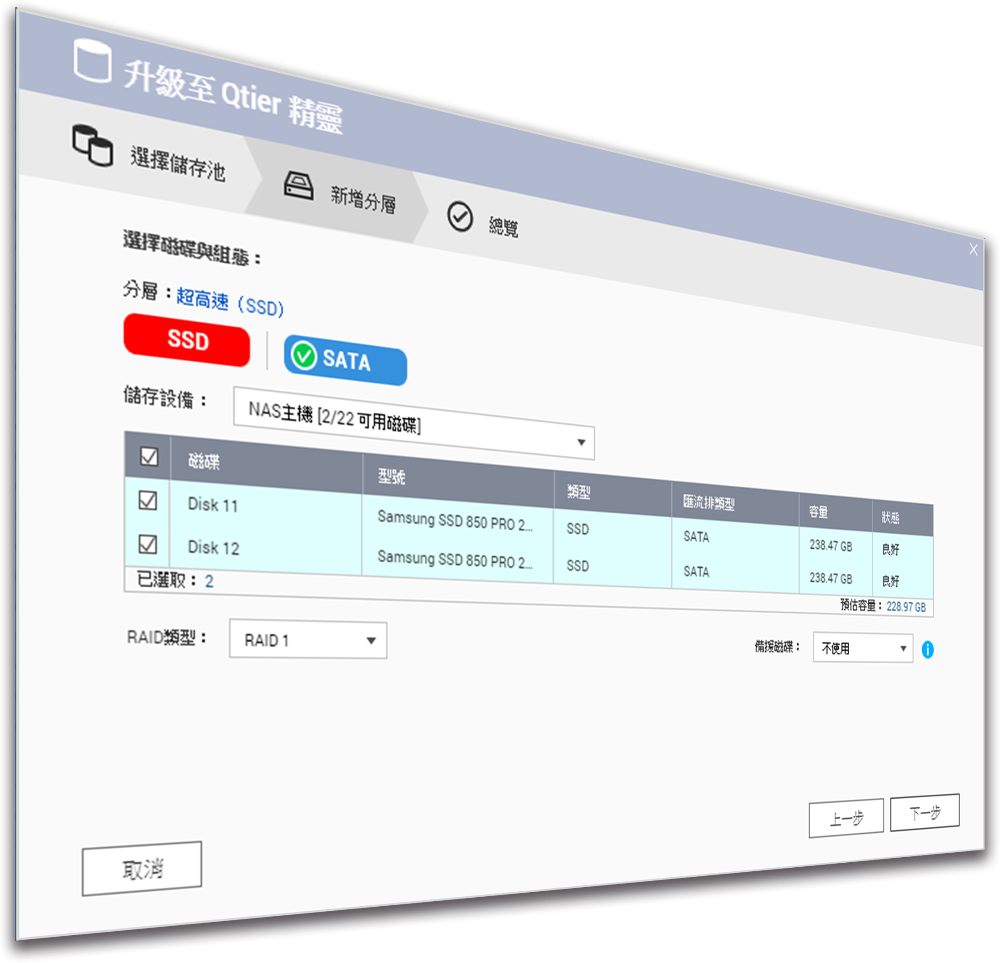 升級至 Qtier 精靈
選擇儲存池 新增分層 總覽
X
選擇磁碟與組態：
分層：超高速（SSD）
SSD SATA
儲存設備： NAS主機 [2/22 可用磁碟]
磁碟 型號 類型 匯流排類型 容量 狀態
Disk 11 Samsung SSD 850 PRO 2... SSD SATA 238.47 GB 良好
Disk 12 Samsung SSD 850 PRO 2... SSD SATA 238.47 GB 良好
已選取： 2
預估容量： 228.97 GB
RAID類型： RAID 1 備援磁碟： 不使用
上一步 下一步
取消